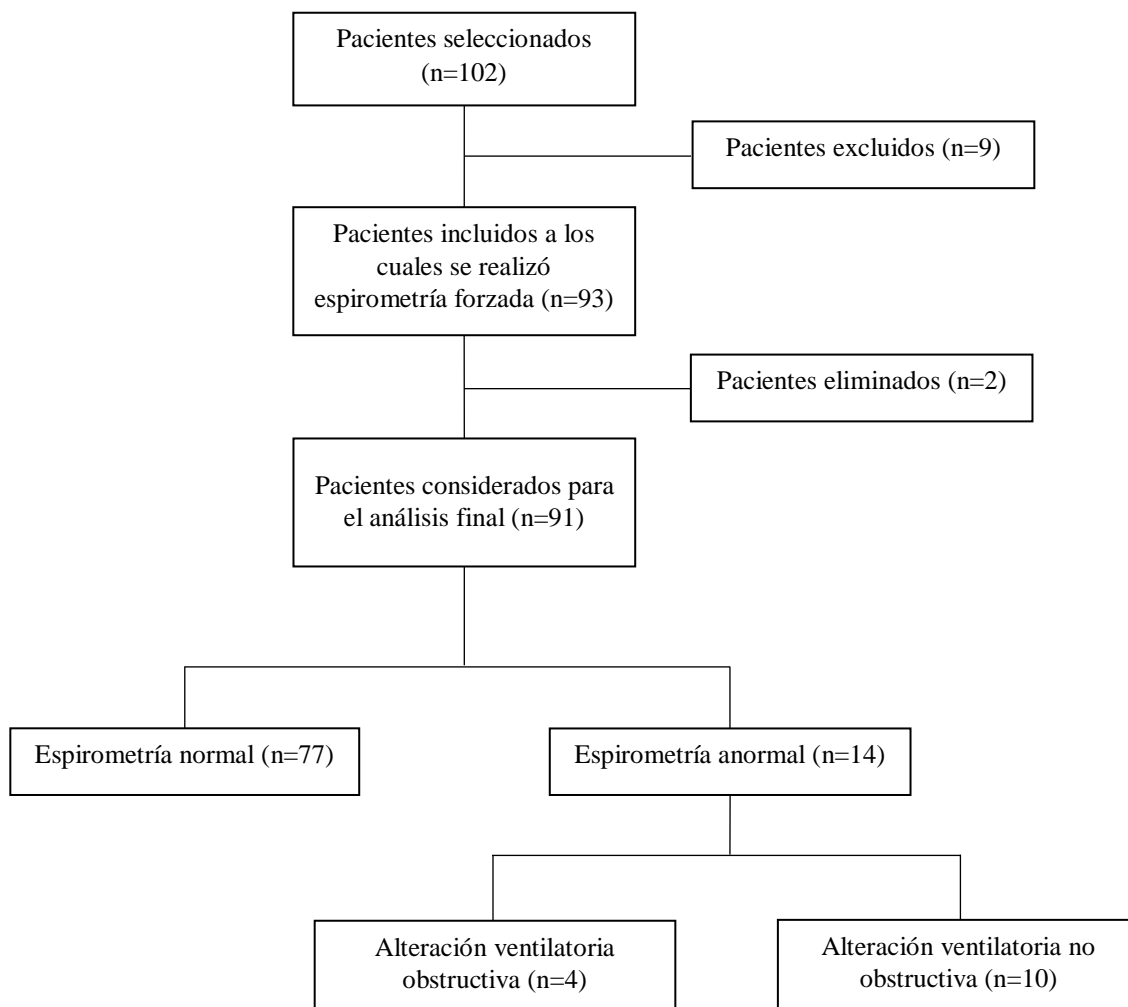 Pacientes seleccionados
(n=102)
Pacientes excluidos (n=9)
Pacientes incluidos a los
cuales se realizó
espirometría forzada (n=93)
Pacientes eliminados (n=2)
Pacientes considerados para
el análisis final (n=91)
Espirometría normal (n=77)
Espirometría anormal (n=14)
Alteración ventilatoria
obstructiva (n=4)
Alteración ventilatoria no
obstructiva (n=10)